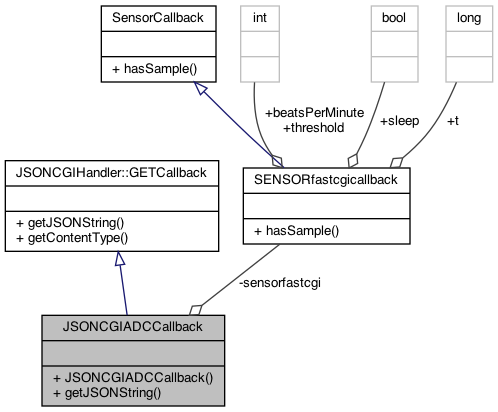 SensorCallback
int
bool
long
+ hasSample()
+beatsPerMinute
+threshold
+sleep
+t
JSONCGIHandler::GETCallback
SENSORfastcgicallback
+ getJSONString()
+ getContentType()
+ hasSample()
-sensorfastcgi
JSONCGIADCCallback
+ JSONCGIADCCallback()
+ getJSONString()